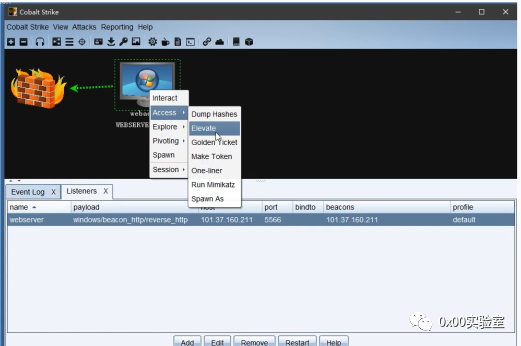 Cobalt Strike
Cobalt Strike View Attacks Reporting Help
Interact
Access
Explore
Pivoting
Spawn
Session
Dump Hashes
Elevate
Golden Ticket
Make Token
One-liner
Run Mimikatz
Spawn As
Event Log X
Listeners X
name payload host port bindto beacons profile
webserver windows/beacon_http/reverse_http 101.37.160.211 5566 101.37.160.211 default
0x00实验室
Add Edit Remove Restart Help